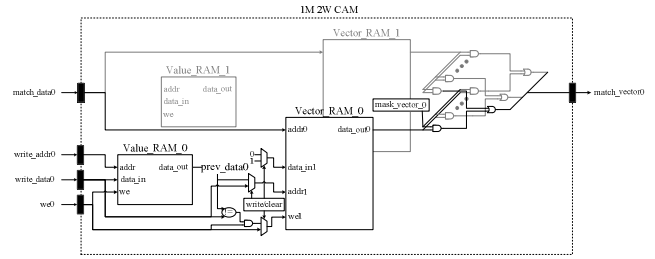 1M 2W CAM
Vector_RAM_1
Value_RAM_1
addr data_out
data_in
we
match_data0
match_vector0
mask_vector_0
Vector_RAM_0
addr0 data_out0
write_addr0
Value_RAM_0
addr data_out
prev_data0
0
1
data_in1
write_data0
data_in
we
addr1
we0
write/clear
!=
we1